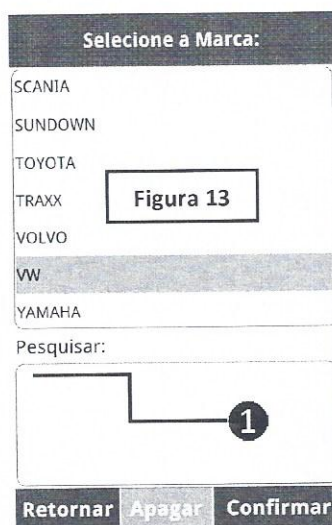 Selecione a Marca:
SCANIA
SUNDOWN
TOYOTA
TRAXX
Figura 13
VOLVO
VW
YAMAHA
Pesquisar:
1
Retornar Apagar Confirmar